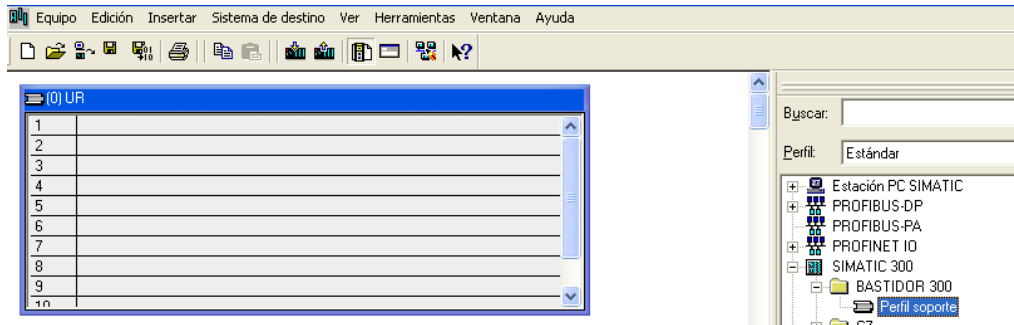 Equipo Edición Insertar Sistema de destino Ver Herramientas Ventana Ayuda
(0) UR
1
2
3
4
5
6
7
8
9
10
Buscar:
Perfil: Estándar
Estación PC SIMATIC
PROFIBUS-DP
PROFIBUS-PA
PROFINET IO
SIMATIC 300
BASTIDOR 300
Perfil soporte